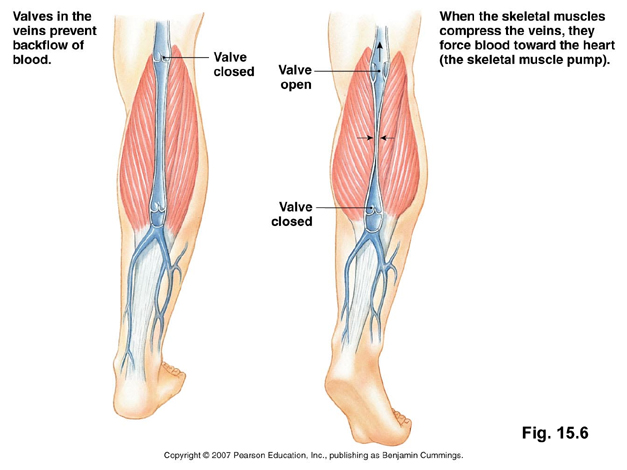 Valves in the
veins prevent
backflow of
blood.
Valve
closed
When the skeletal muscles
compress the veins, they
force blood toward the heart
(the skeletal muscle pump).
Valve
open
Valve
closed
Fig. 15.6
Copyright © 2007 Pearson Education, Inc., publishing as Benjamin Cummings.